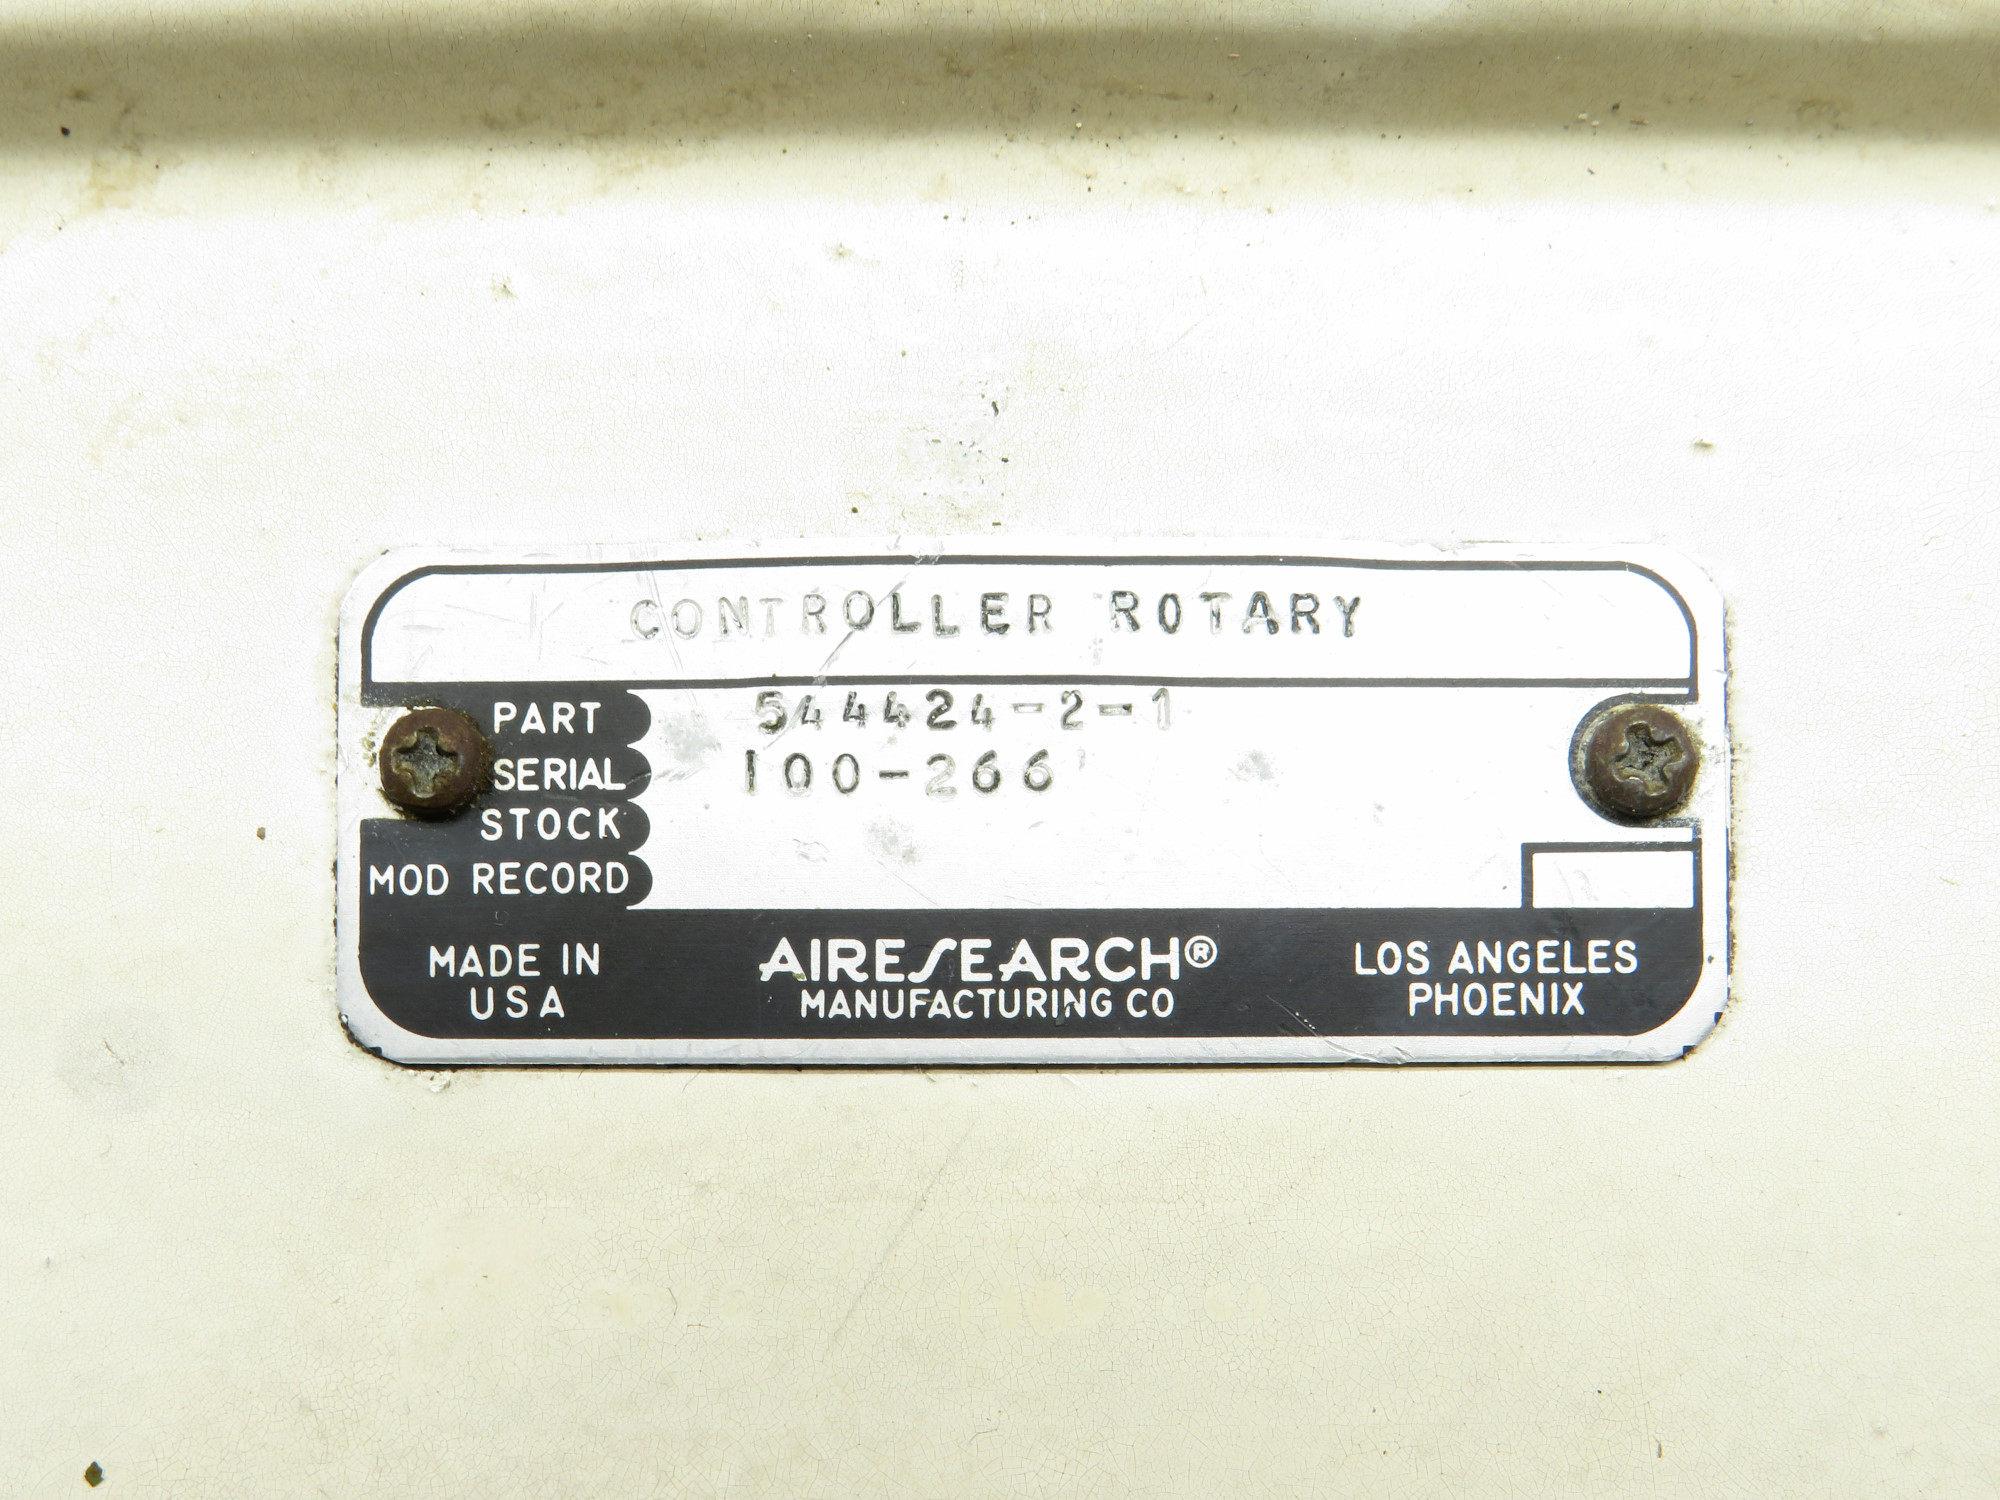 CONTROLLER ROTARY
PART 544424-2-1
SERIAL 100-266
STOCK
MOD RECORD
MADE IN USA
AIRESEARCH®
MANUFACTURING CO
LOS ANGELES
PHOENIX